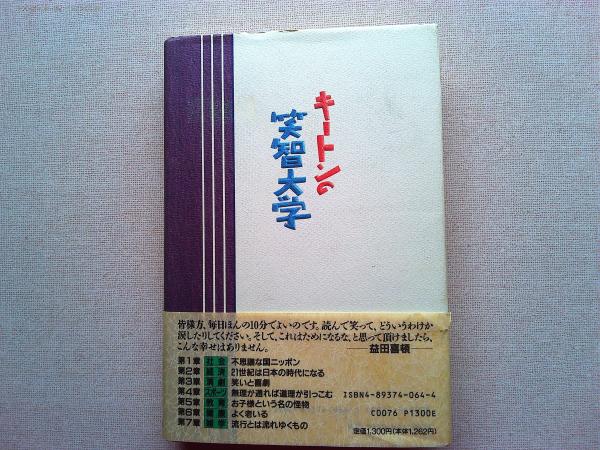 キートンの
笑智大学
皆様方、毎日ほんの10分でよいのです。読んで笑って、どういうわけか
涙したりしてください。そして、これはためになるな、と思って頂けましたら、
こんな幸せはありません。
益田喜頓
第1章 社会 不思議な国ニッポン
第2章 経済 21世紀は日本の時代になる
第3章 演劇 笑いと喜劇
第4章 スポーツ 無理が通れば道理が引っこむ
第5章 教育 お子様という名の怪物
第6章 健康 よく老いる
第7章 雑学 流行とは流れゆくもの
ISBN4-89374-064-4
C0076 P1300E
定価1,300円(本体1,262円)